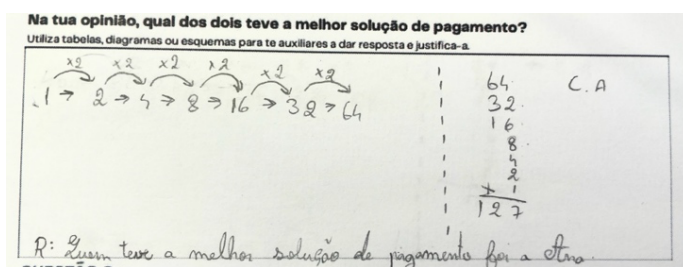 Na tua opinião, qual dos dois teve a melhor solução de pagamento?
Utiliza tabelas, diagramas ou esquemas para te auxiliares a dar resposta e justifica-a.
x2 x2 x2 x2 x2 x2
1 → 2 → 4 → 8 → 16 → 32 → 64
C.A
64
32
16
8
4
2
+ 1
127
R: Quem teve a melhor solução de pagamento foi a Ana.